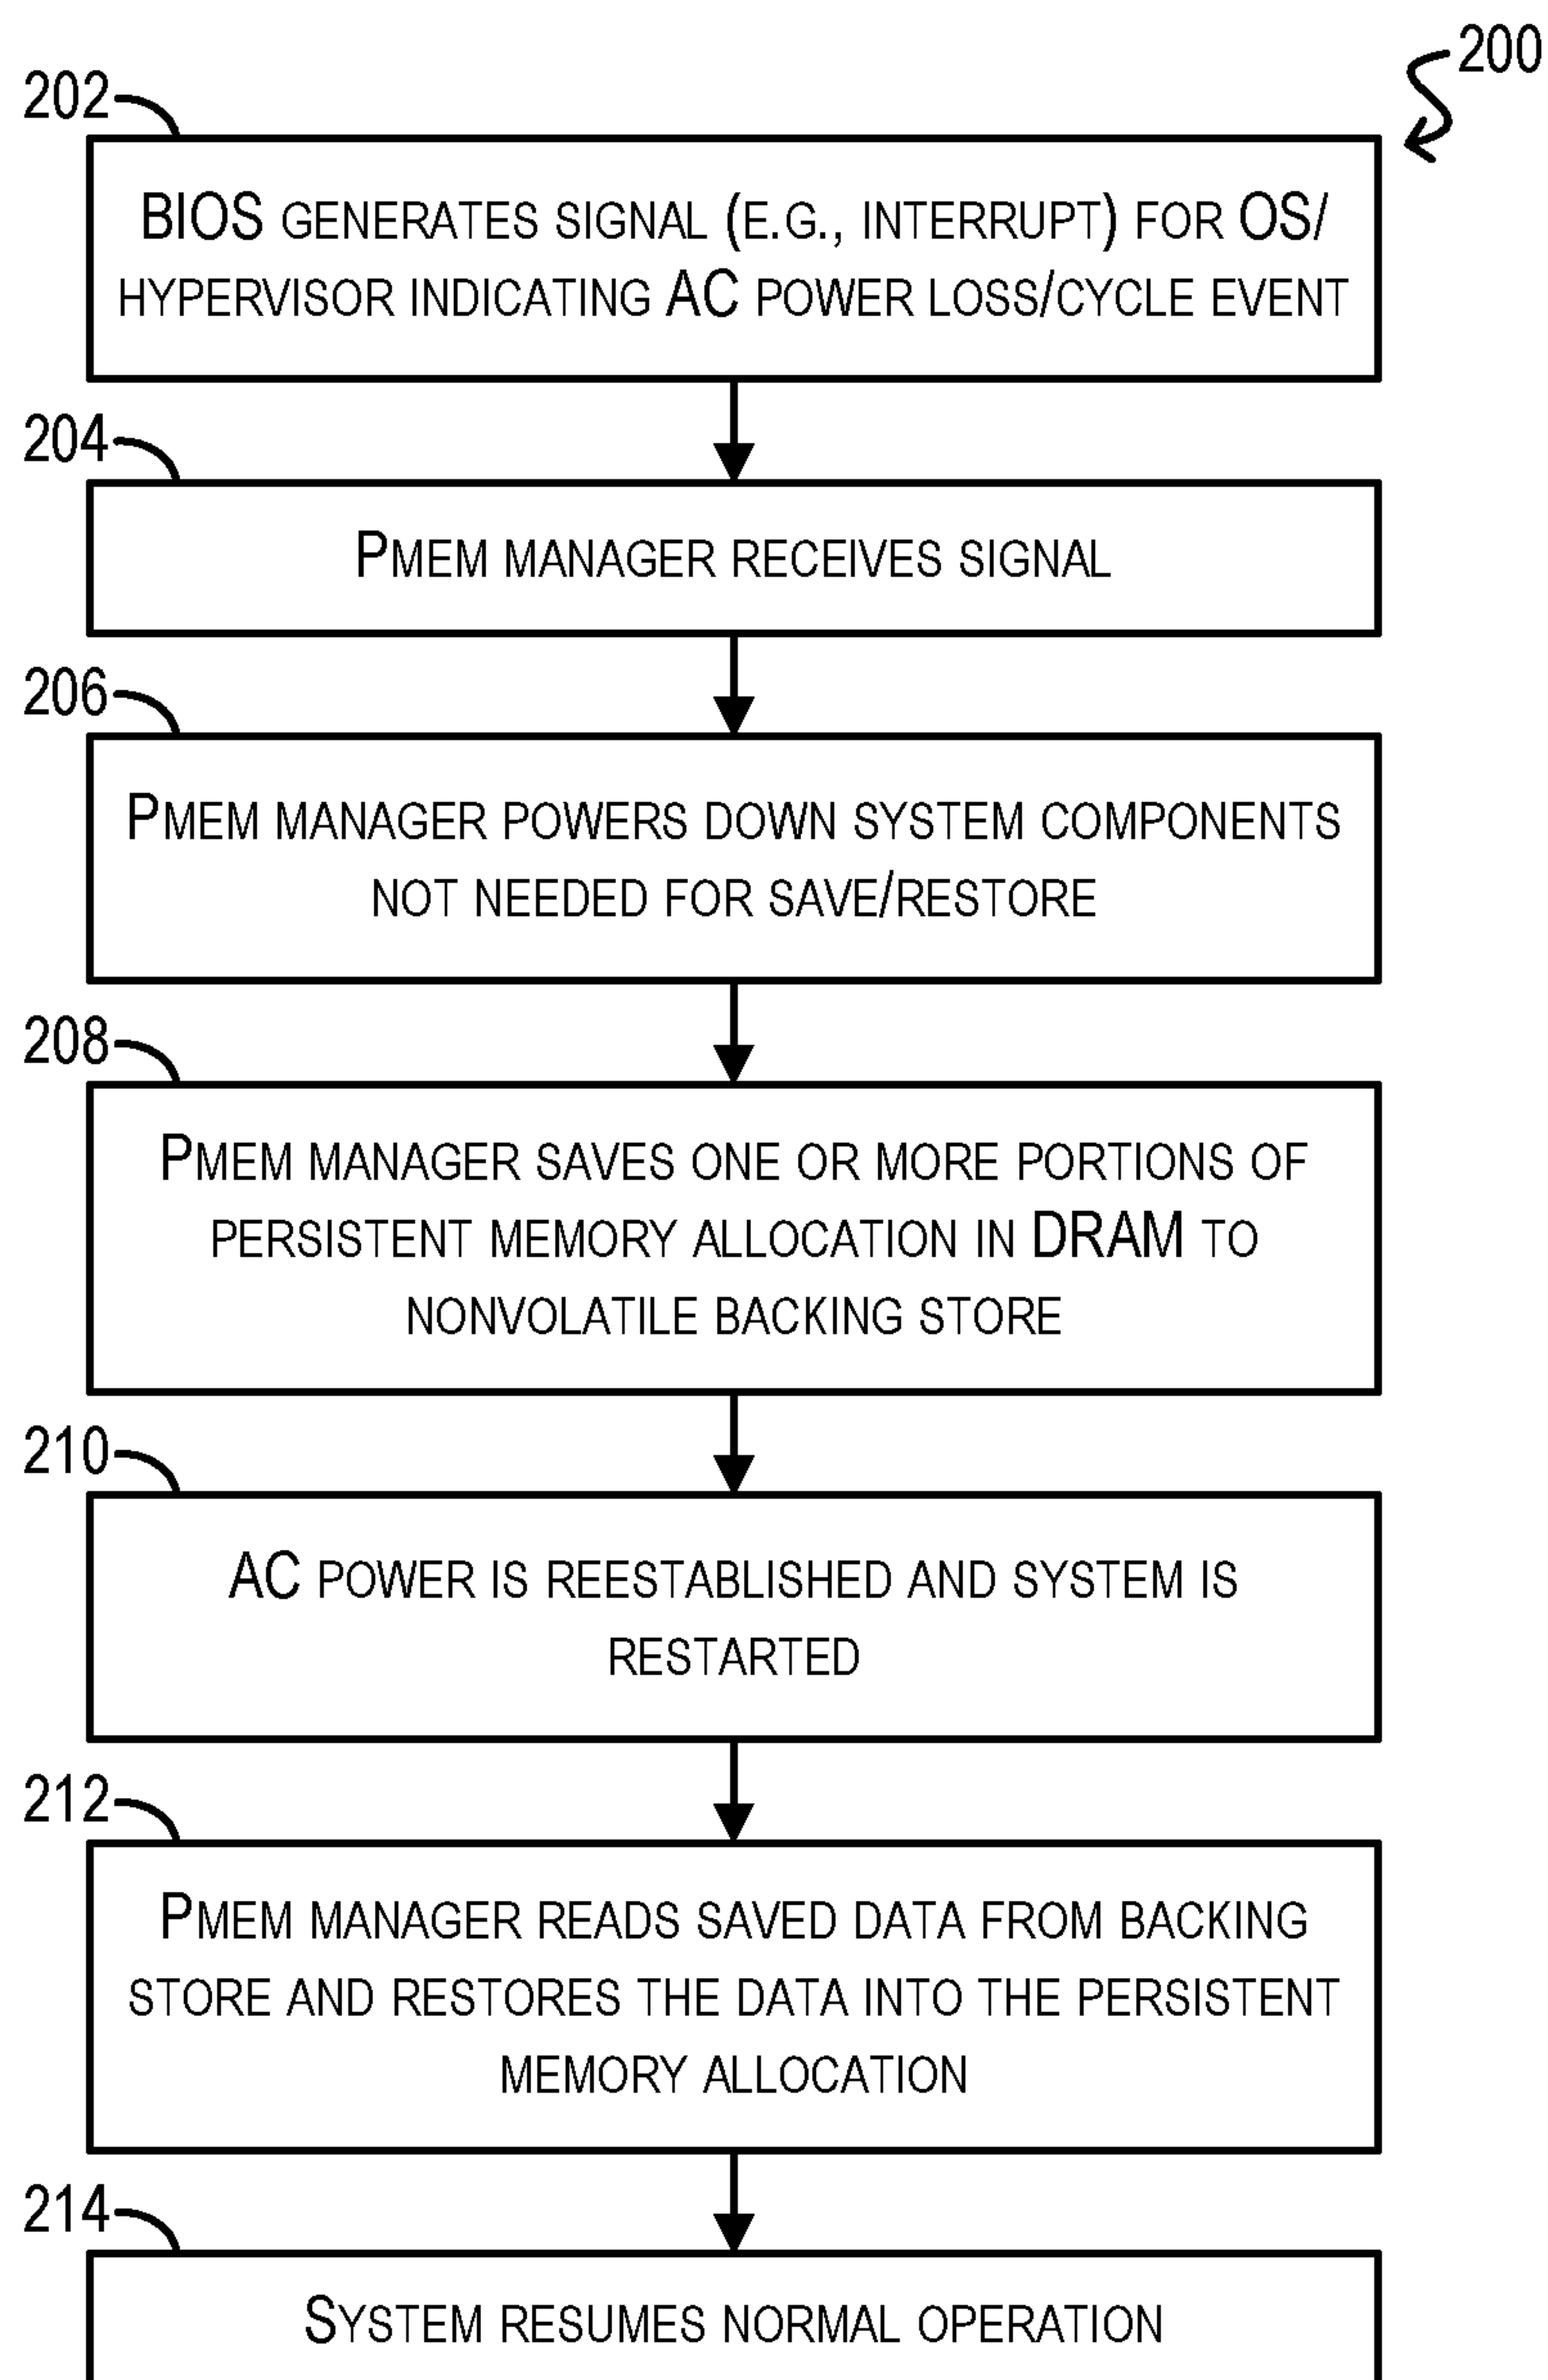 200
202
BIOS GENERATES SIGNAL (E.G., INTERRUPT) FOR OS/
HYPERVISOR INDICATING AC POWER LOSS/CYCLE EVENT
204
PMEM MANAGER RECEIVES SIGNAL
206
PMEM MANAGER POWERS DOWN SYSTEM COMPONENTS
NOT NEEDED FOR SAVE/RESTORE
208
PMEM MANAGER SAVES ONE OR MORE PORTIONS OF
PERSISTENT MEMORY ALLOCATION IN DRAM TO
NONVOLATILE BACKING STORE
210
AC POWER IS REESTABLISHED AND SYSTEM IS
RESTARTED
212
PMEM MANAGER READS SAVED DATA FROM BACKING
STORE AND RESTORES THE DATA INTO THE PERSISTENT
MEMORY ALLOCATION
214
SYSTEM RESUMES NORMAL OPERATION